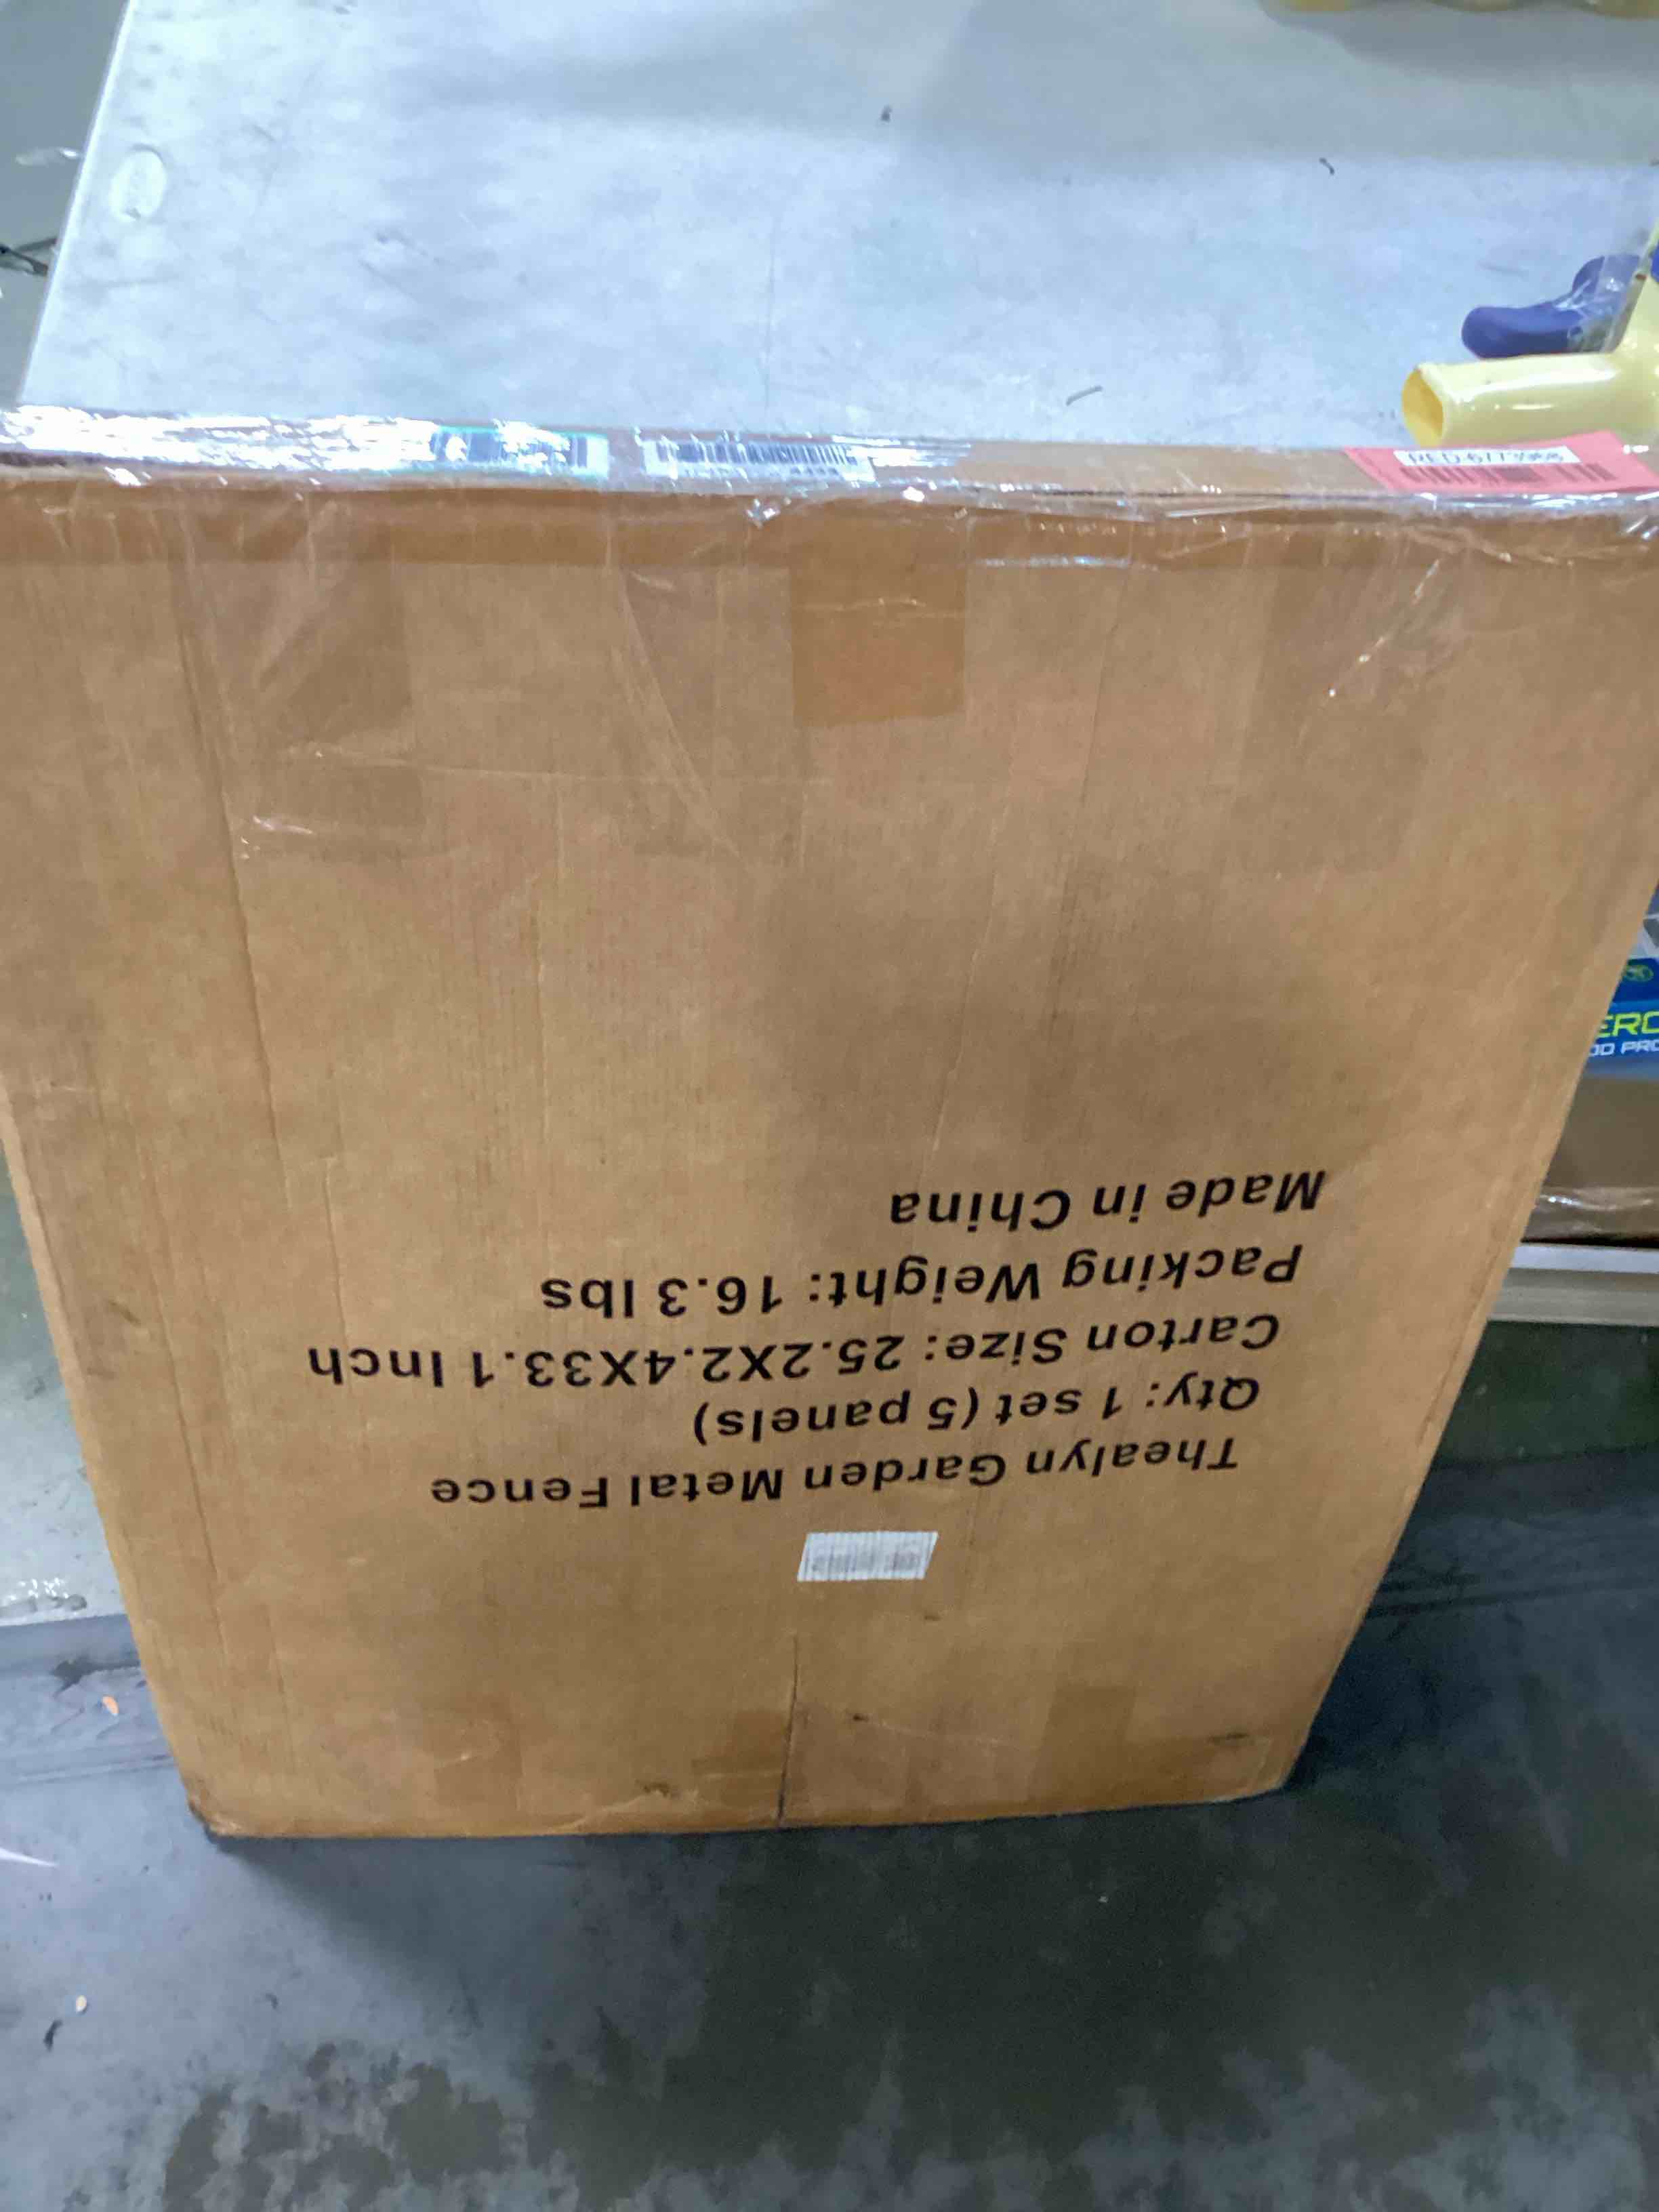 Thealyn Garden Metal Fence
Qty: 1 set (5 panels)
Carton Size: 25.2X2.4X33.1 Inch
Packing Weight: 16.3 lbs
Made in China